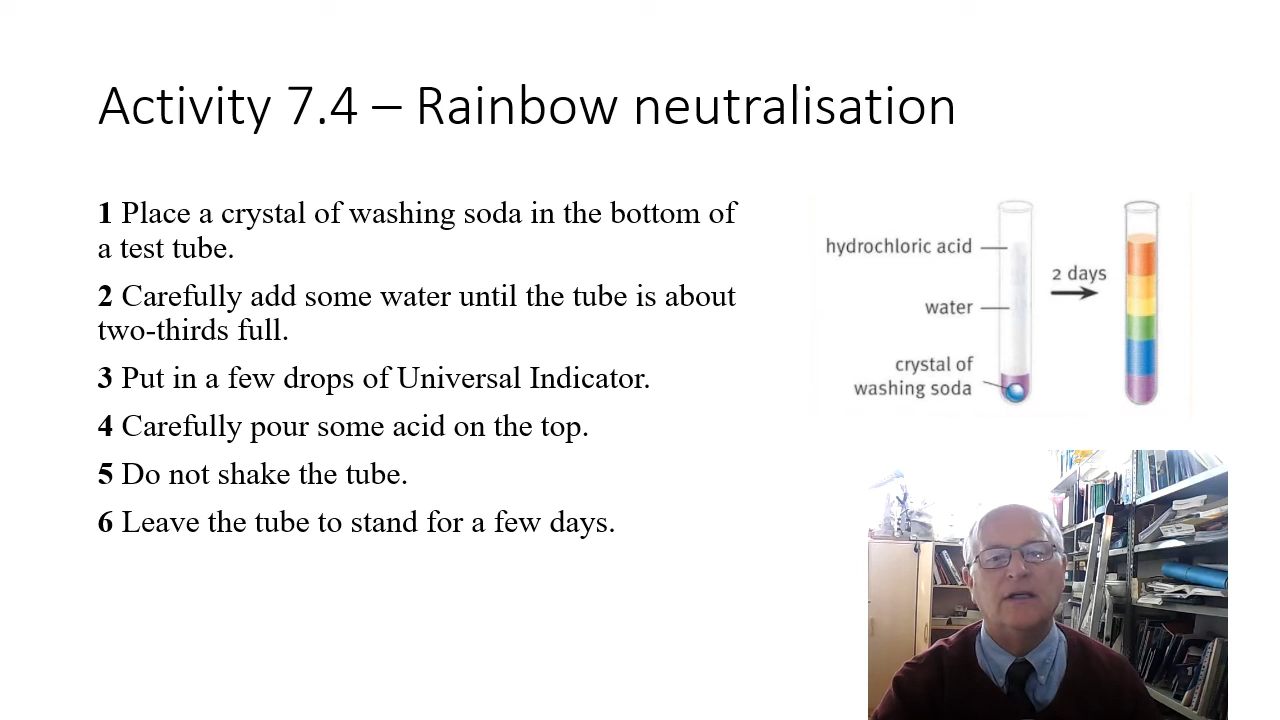 Activity 7.4 – Rainbow neutralisation
1 Place a crystal of washing soda in the bottom of
a test tube.
2 Carefully add some water until the tube is about
two-thirds full.
3 Put in a few drops of Universal Indicator.
4 Carefully pour some acid on the top.
5 Do not shake the tube.
6 Leave the tube to stand for a few days.
hydrochloric acid
2 days
water
crystal of
washing soda